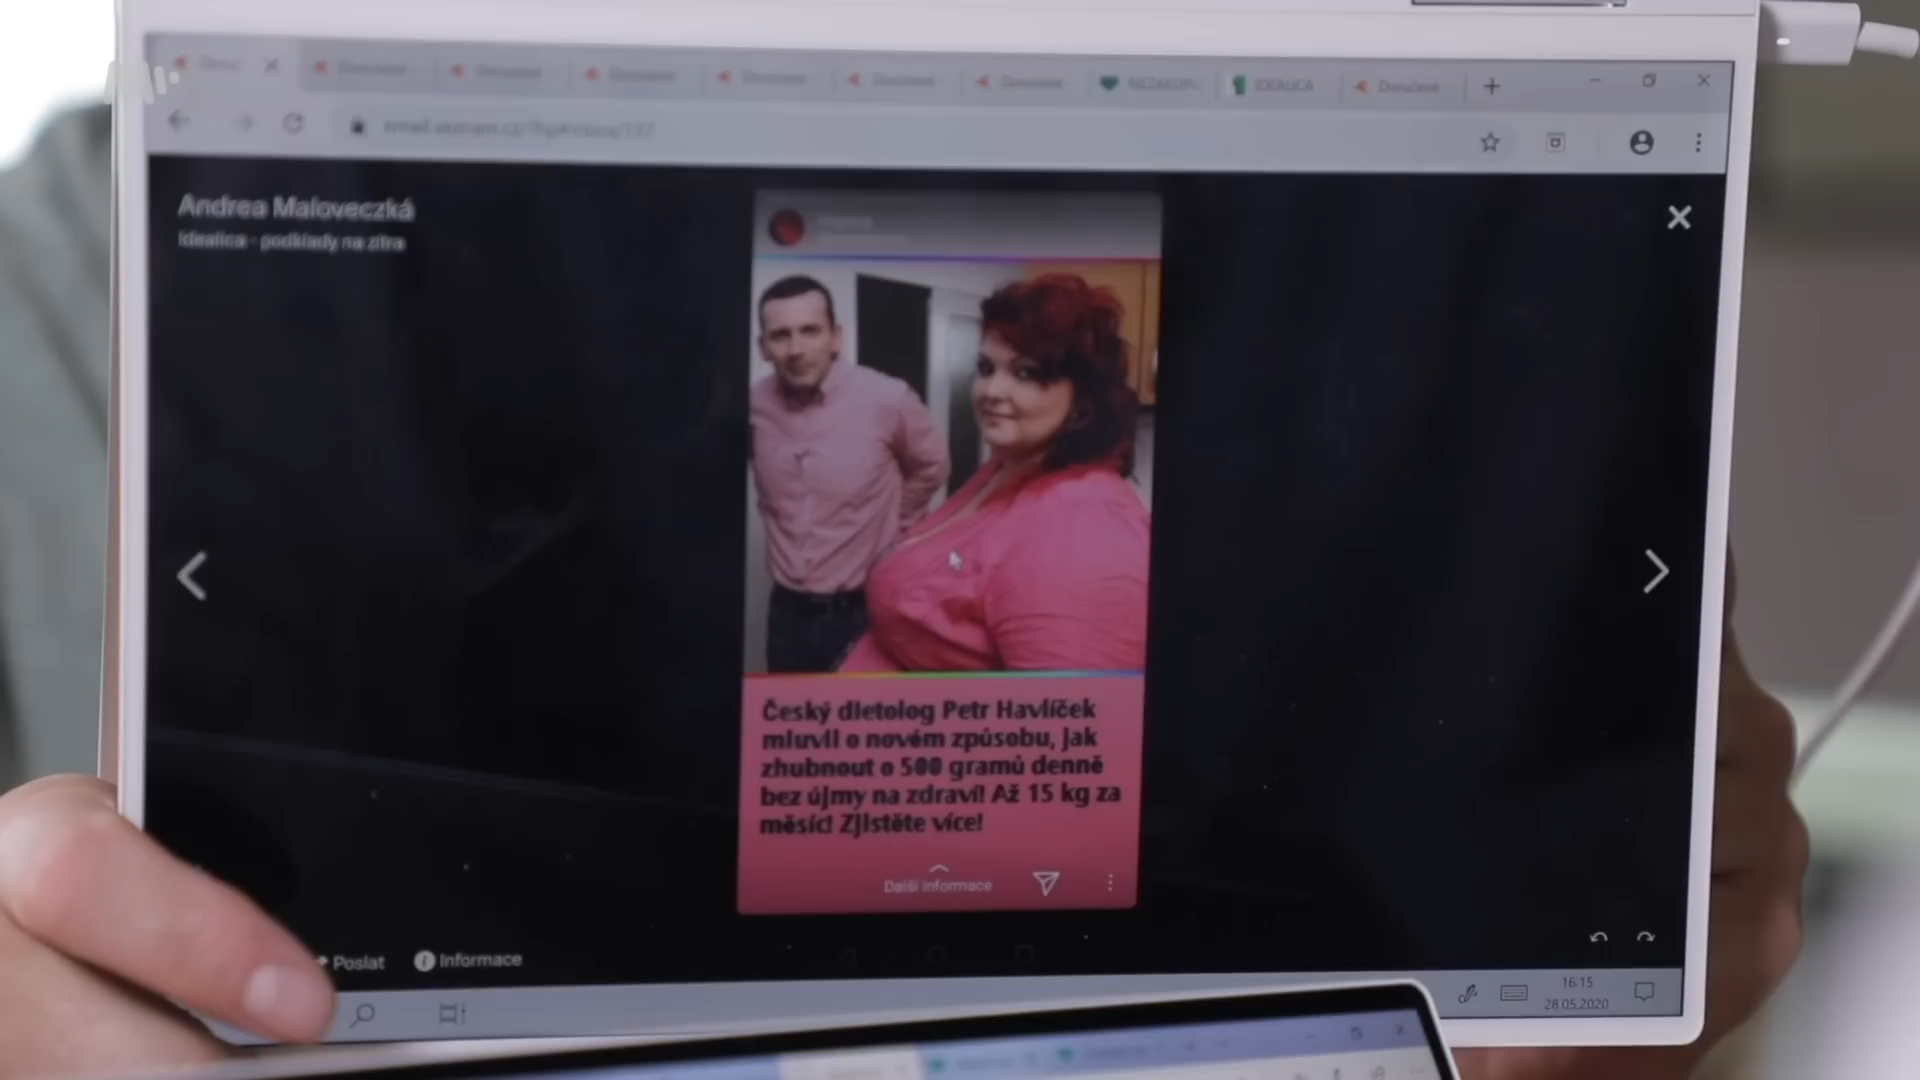 IDEALICA
Doručené
Andrea Maloveczká
Idealica - podklady na zítra
Český dietolog Petr Havlíček
mluvil o novém způsobu, jak
zhubnout o 500 gramů denně
bez újmy na zdraví! Až 15 kg za
měsíc! Zjistěte více!
Další informace
Poslat
Informace
16:15
28.05.2020